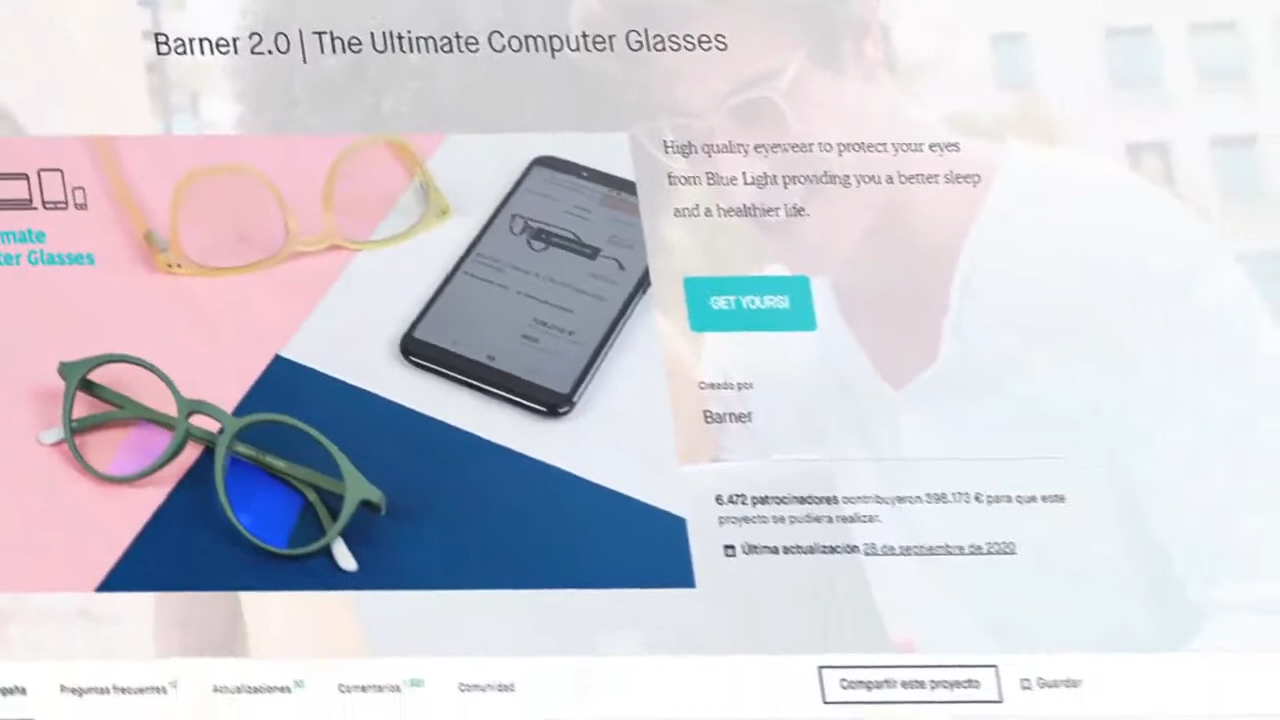 Barner 2.0 | The Ultimate Computer Glasses
High quality eyewear to protect your eyes
from Blue Light providing you a better sleep
and a healthier life.
mate
ter Glasses
GET YOURS!
Creado por
Barner
6.472 patrocinadores contribuyeron 398.173 € para que este
proyecto se pudiera realizar.
Última actualización 28 de septiembre de 2020
Preguntas frecuentes
Actualizaciones
Comentarios
Comunidad
Compartir este proyecto
Guardar